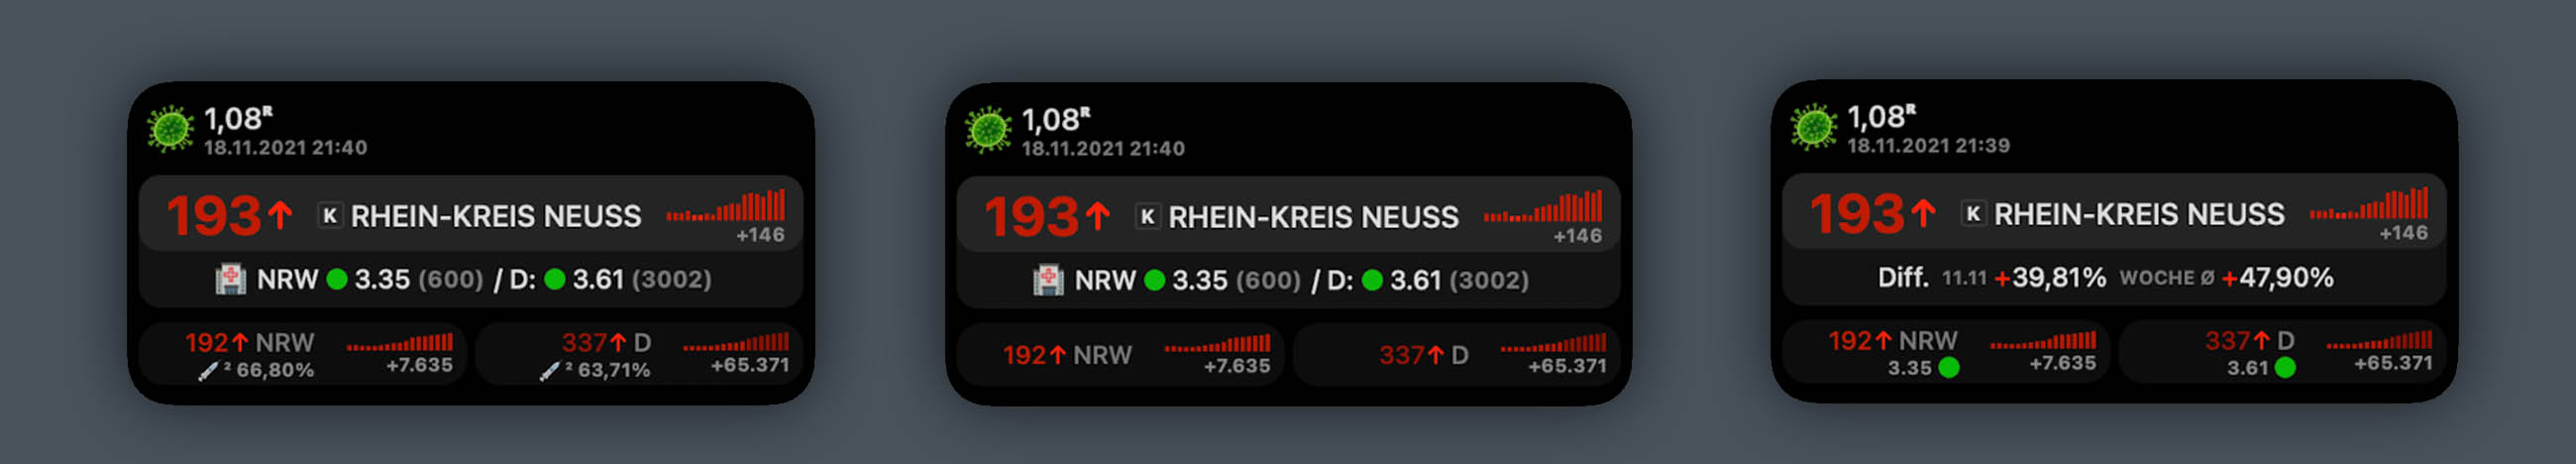 1,08ᴿ
18.11.2021 21:40
193↑ K RHEIN-KREIS NEUSS
+146
NRW 3.35 (600) / D: 3.61 (3002)
192↑ NRW
² 66,80%
+7.635
337↑ D
² 63,71%
+65.371
1,08ᴿ
18.11.2021 21:40
193↑ K RHEIN-KREIS NEUSS
+146
NRW 3.35 (600) / D: 3.61 (3002)
192↑ NRW
+7.635
337↑ D
+65.371
1,08ᴿ
18.11.2021 21:39
193↑ K RHEIN-KREIS NEUSS
+146
Diff. 11.11 +39,81% WOCHE Ø +47,90%
192↑ NRW
3.35
+7.635
337↑ D
3.61
+65.371